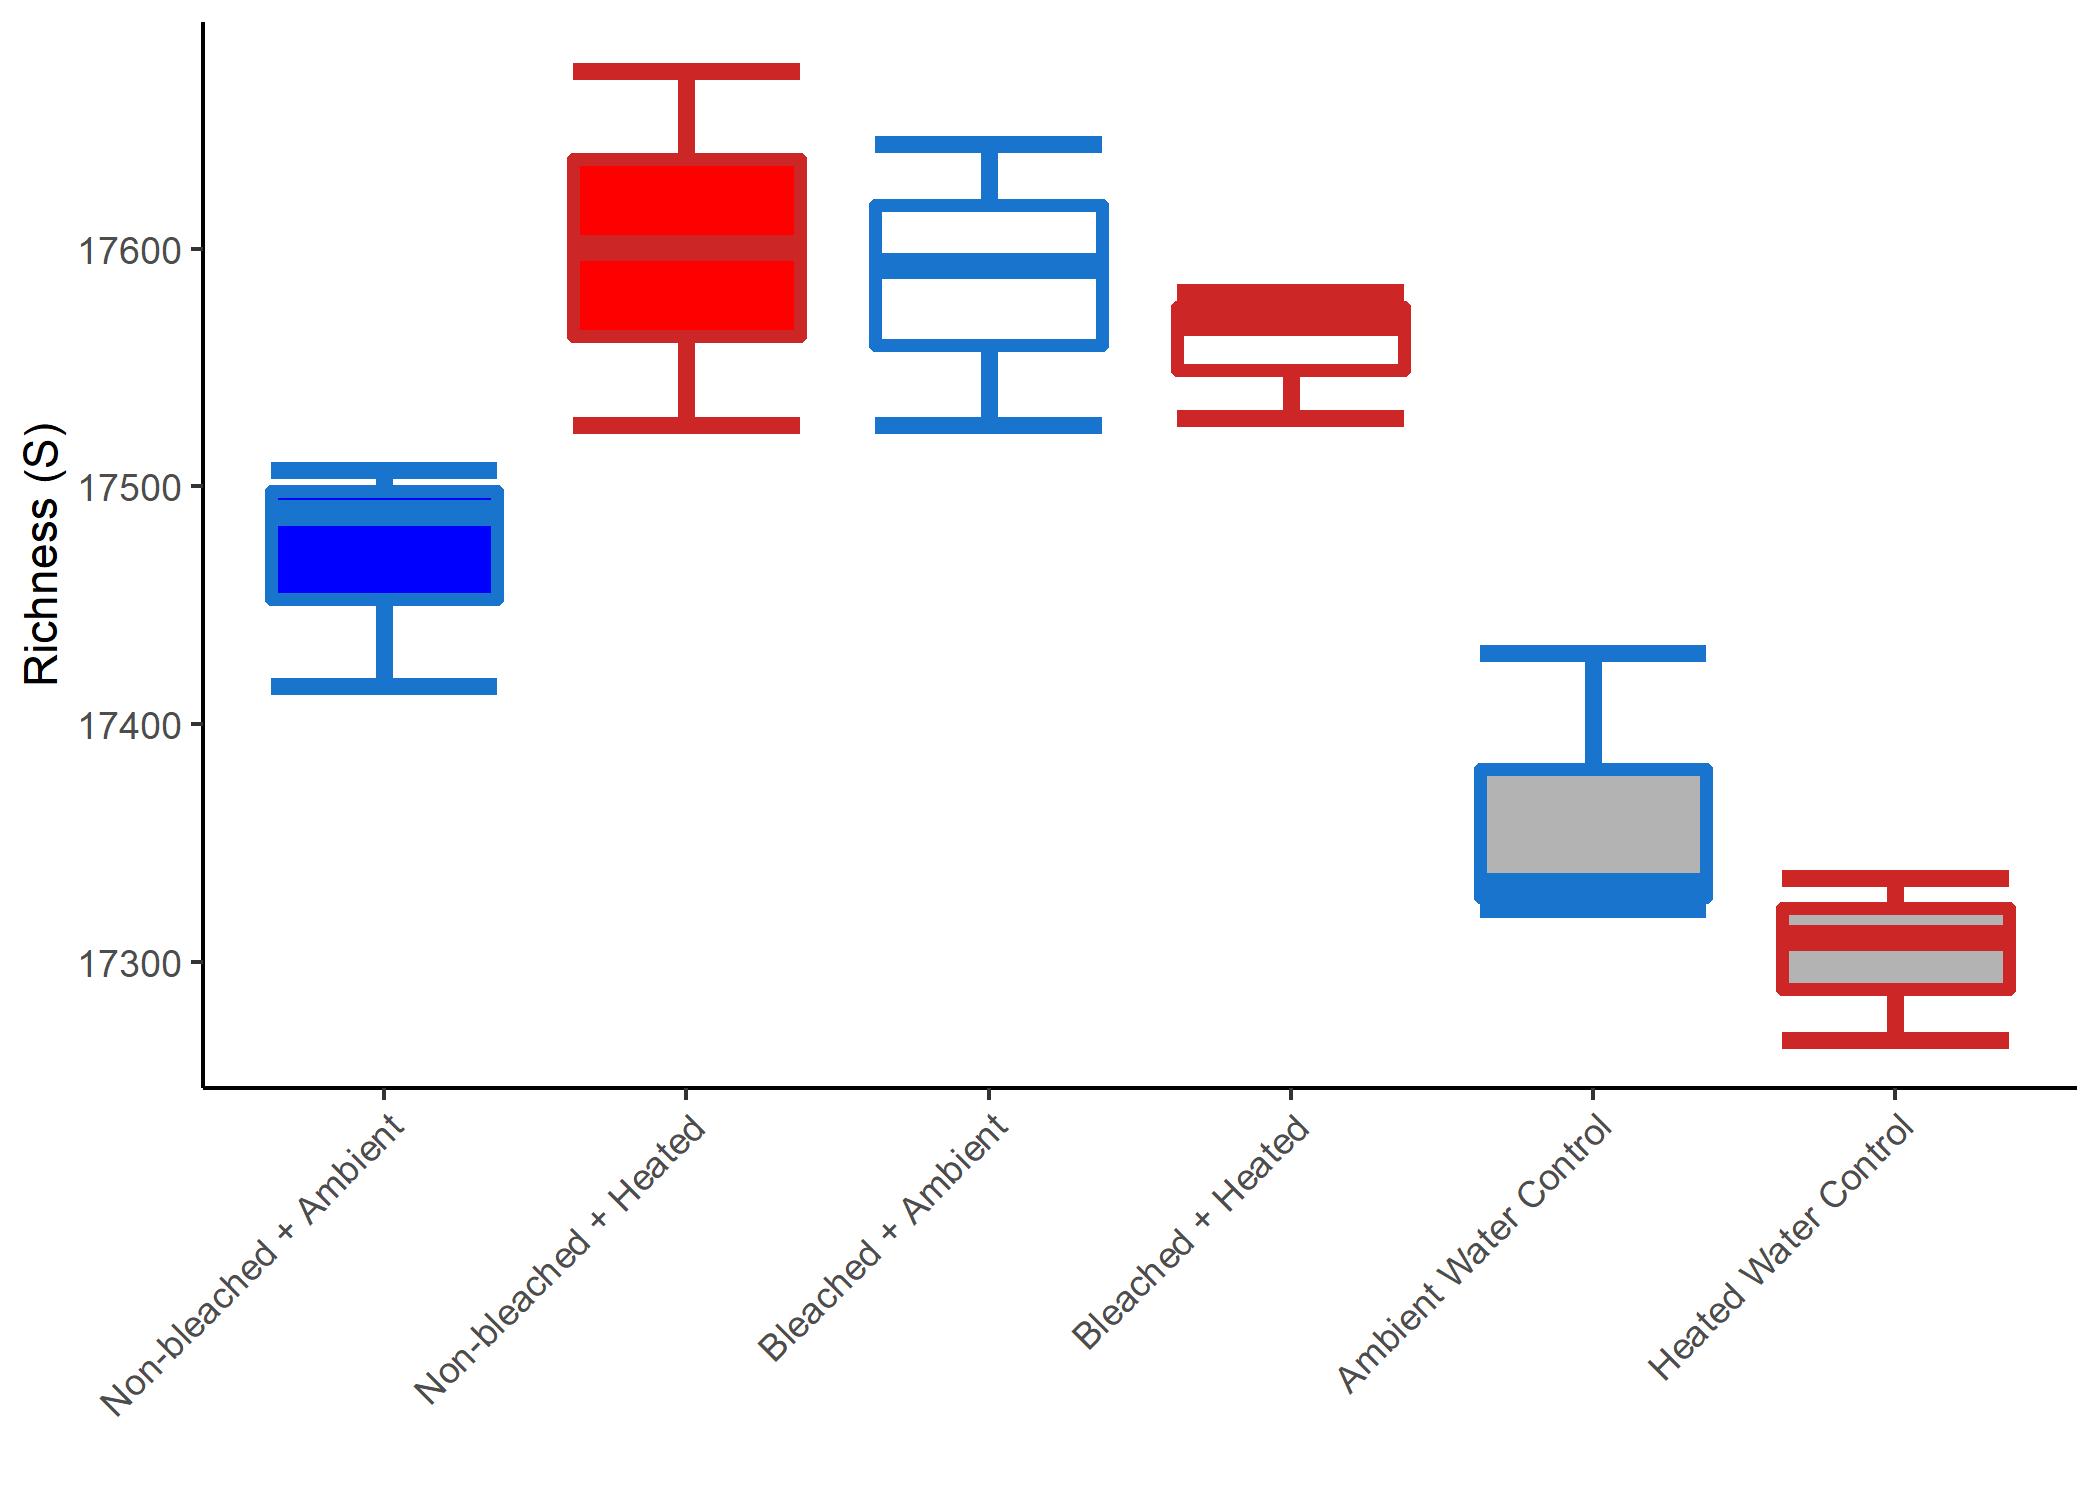 Richness (S)
17600
17500
17400
17300
Non-bleached + Ambient
Non-bleached + Heated
Bleached + Ambient
Bleached + Heated
Ambient Water Control
Heated Water Control